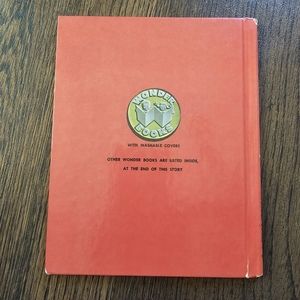 WONDER
BOOKS
WITH WASHABLE COVERS
OTHER WONDER BOOKS ARE LISTED INSIDE,
AT THE END OF THIS STORY